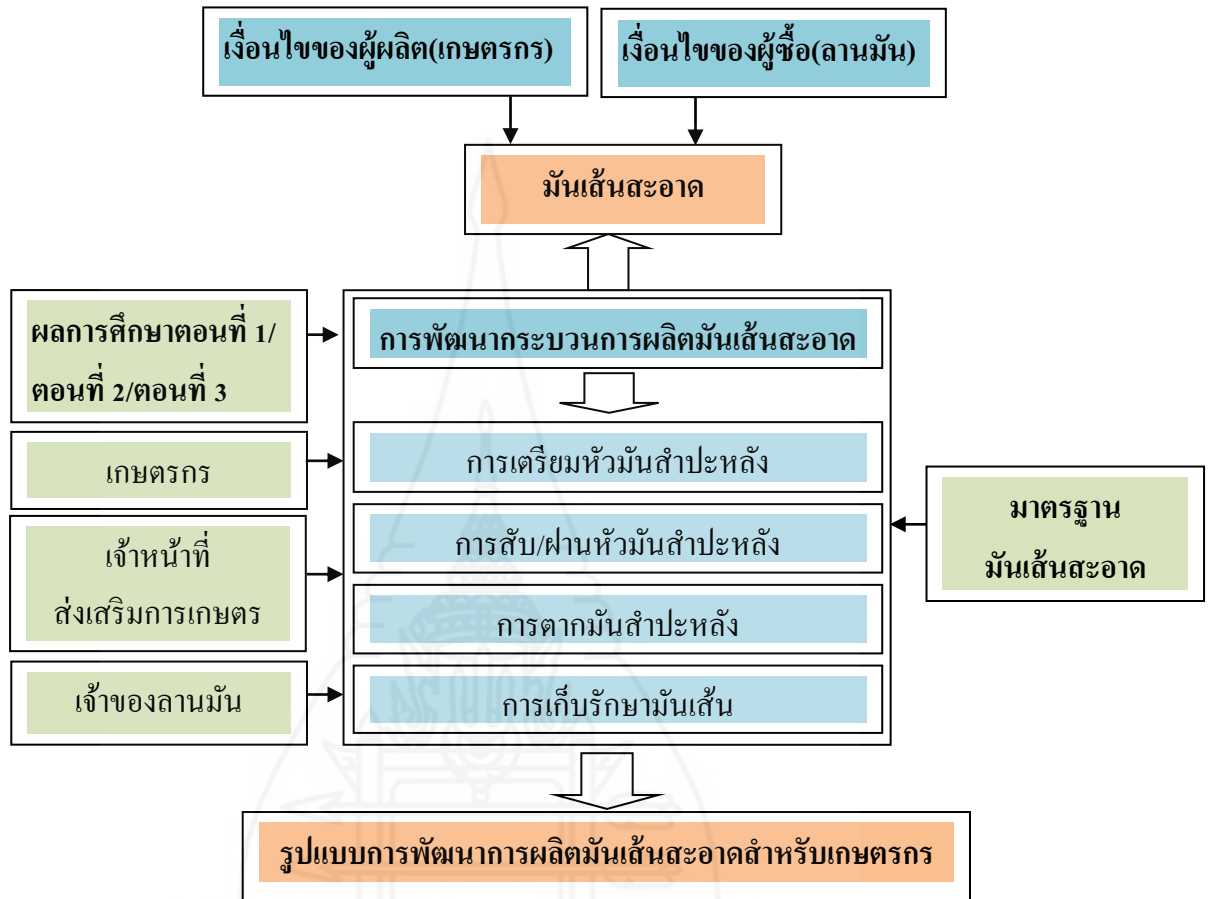 เงื่อนไขของผู้ผลิต(เกษตรกร)
เงื่อนไขของผู้ซื้อ(ลานมัน)
มันเส้นสะอาด
ผลการศึกษาตอนที่ 1/
ตอนที่ 2/ตอนที่ 3
การพัฒนากระบวนการผลิตมันเส้นสะอาด
เกษตรกร
การเตรียมหัวมันสำปะหลัง
เจ้าหน้าที่
ส่งเสริมการเกษตร
การสับ/ฝานหัวมันสำปะหลัง
มาตรฐาน
มันเส้นสะอาด
การตากมันสำปะหลัง
เจ้าของลานมัน
การเก็บรักษามันเส้น
รูปแบบการพัฒนาการผลิตมันเส้นสะอาดสำหรับเกษตรกร